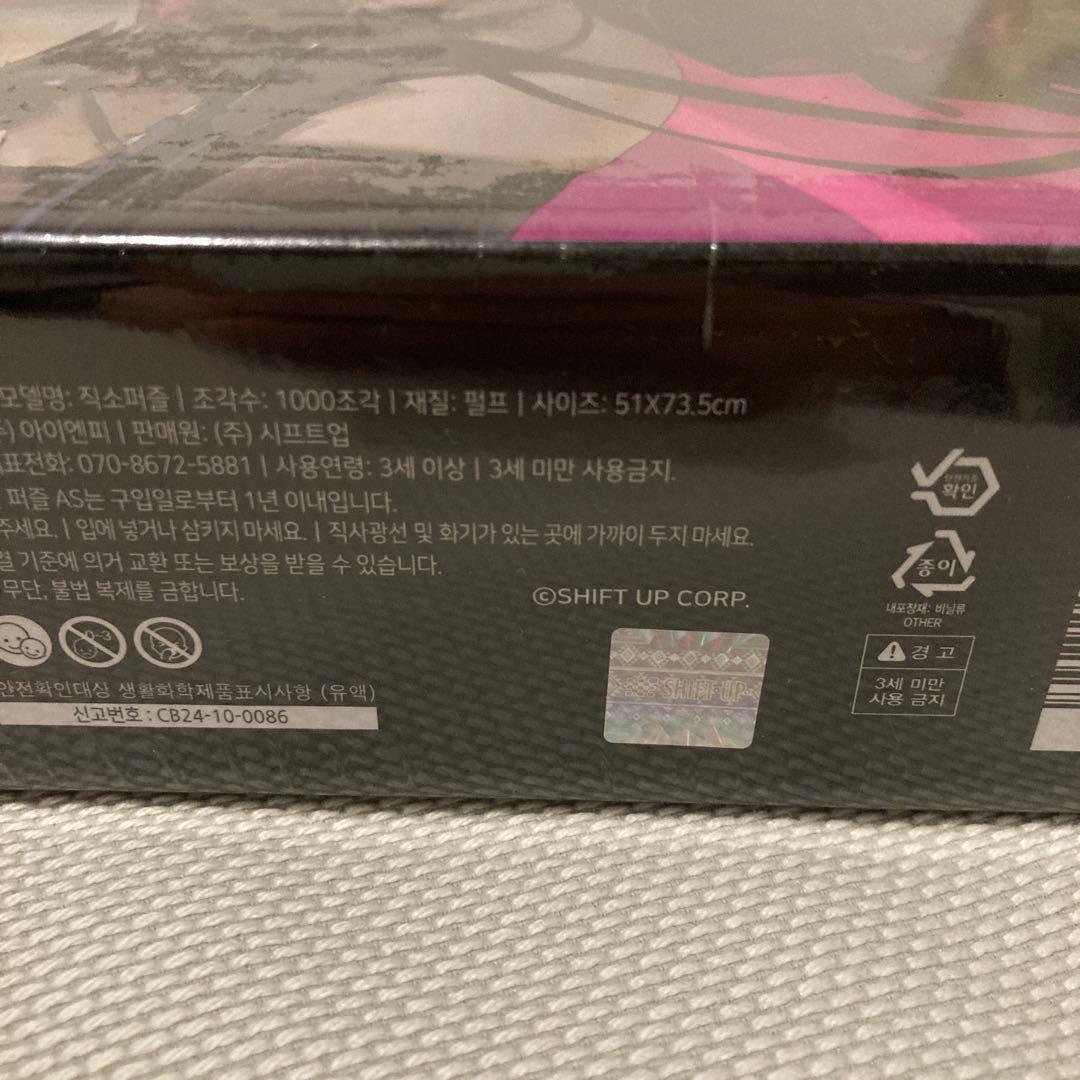 모델명: 직소퍼즐 | 조각수: 1000조각 | 재질: 펄프 | 사이즈: 51X73.5cm
아이엔피 | 판매원: (주) 시프트업
표전화: 070-8672-5881 | 사용연령: 3세 이상 | 3세 미만 사용금지.
퍼즐 AS는 구입일로부터 1년 이내입니다.
주세요. | 입에 넣거나 삼키지 마세요. | 직사광선 및 화기가 있는 곳에 가까이 두지 마세요.
결 기준에 의거 교환 또는 보상을 받을 수 있습니다.
무단, 불법 복제를 금합니다.
©SHIFT UP CORP.
0-3
안전확인대상 생활화학제품표시사항 (유액)
신고번호 : CB24-10-0086
SHIFT UP
안전기준
확인
종이
내포장재: 비닐류
OTHER
경 고
3세 미만
사용 금지